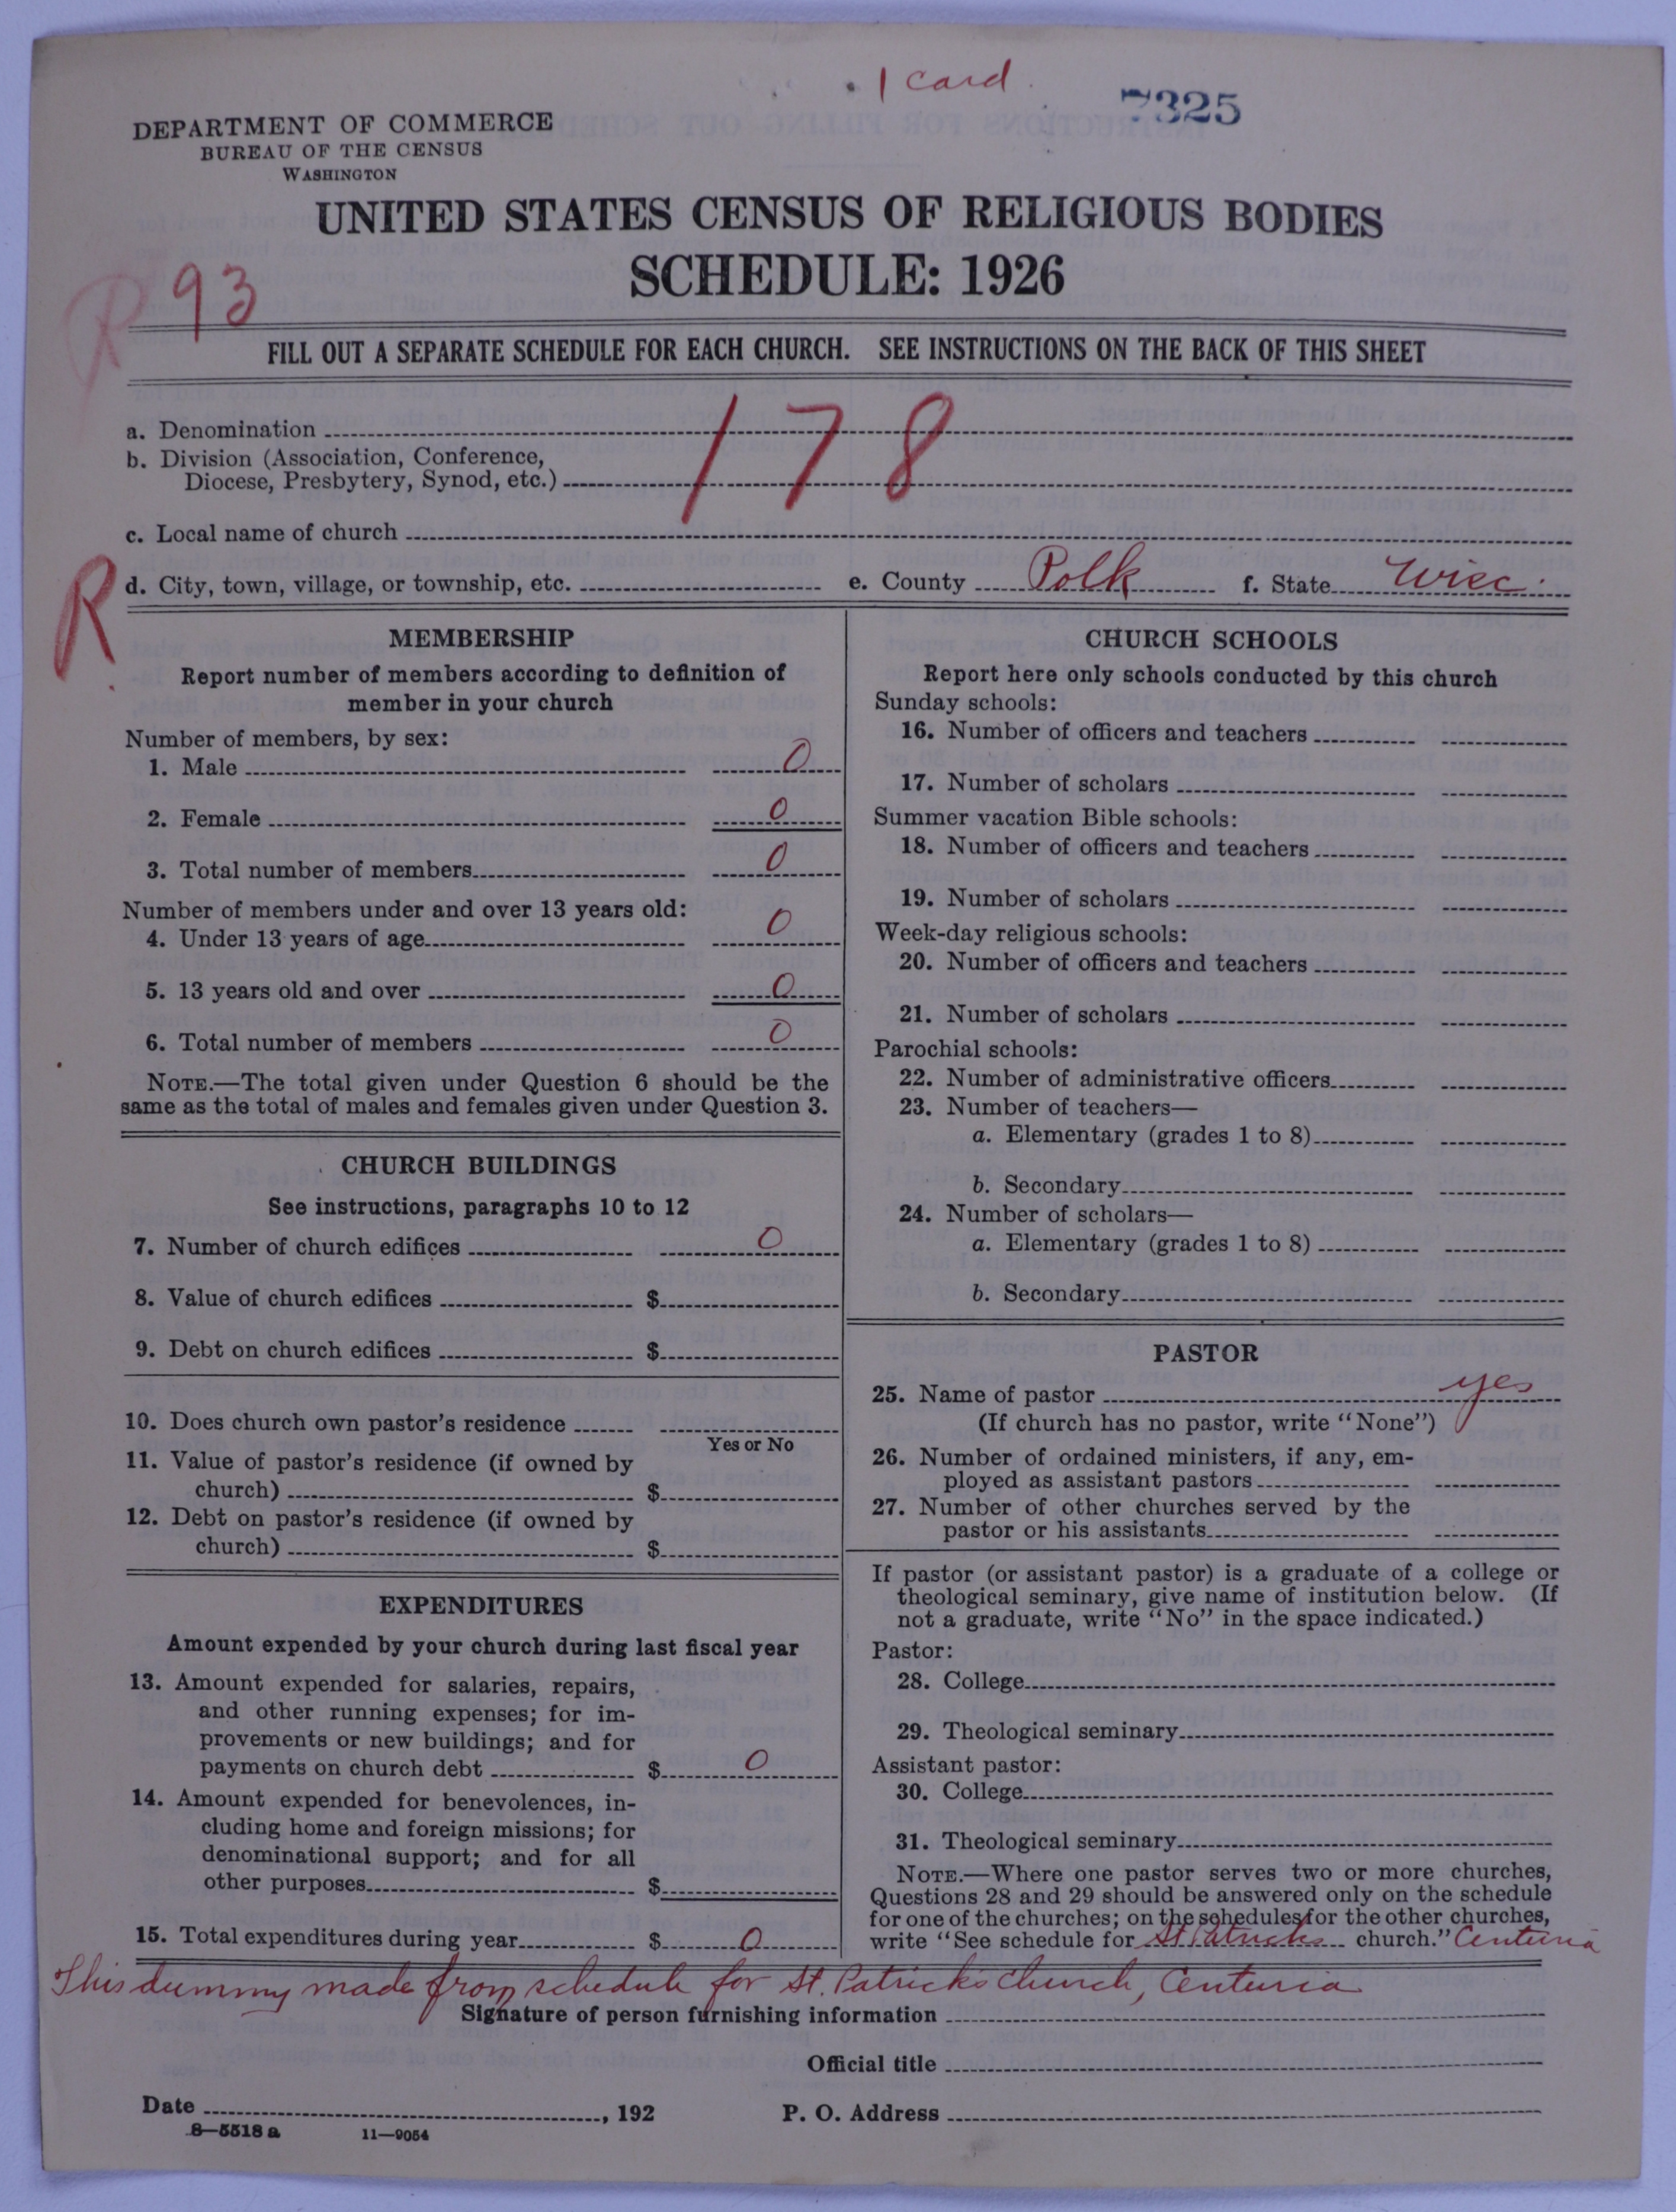 1 card
7325
DEPARTMENT OF COMMERCE
BUREAU OF THE CENSUS
WASHINGTON
UNITED STATES CENSUS OF RELIGIOUS BODIES
SCHEDULE: 1926
R 93
FILL OUT A SEPARATE SCHEDULE FOR EACH CHURCH. SEE INSTRUCTIONS ON THE BACK OF THIS SHEET
178
a. Denomination
b. Division (Association, Conference,
Diocese, Presbytery, Synod, etc.)
c. Local name of church
R
d. City, town, village, or township, etc. e. County Polk f. State Wisc.
MEMBERSHIP
Report number of members according to definition of
member in your church
Number of members, by sex:
1. Male 0
2. Female 0
3. Total number of members 0
Number of members under and over 13 years old:
4. Under 13 years of age 0
5. 13 years old and over 0
6. Total number of members 0
NOTE.—The total given under Question 6 should be the
same as the total of males and females given under Question 3.
CHURCH BUILDINGS
See instructions, paragraphs 10 to 12
7. Number of church edifices 0
8. Value of church edifices $
9. Debt on church edifices $
10. Does church own pastor's residence
Yes or No
11. Value of pastor's residence (if owned by
church) $
12. Debt on pastor's residence (if owned by
church) $
EXPENDITURES
Amount expended by your church during last fiscal year
13. Amount expended for salaries, repairs,
and other running expenses; for im-
provements or new buildings; and for
payments on church debt $ 0
14. Amount expended for benevolences, in-
cluding home and foreign missions; for
denominational support; and for all
other purposes $
15. Total expenditures during year $ 0
CHURCH SCHOOLS
Report here only schools conducted by this church
Sunday schools:
16. Number of officers and teachers
17. Number of scholars
Summer vacation Bible schools:
18. Number of officers and teachers
19. Number of scholars
Week-day religious schools:
20. Number of officers and teachers
21. Number of scholars
Parochial schools:
22. Number of administrative officers
23. Number of teachers—
a. Elementary (grades 1 to 8)
b. Secondary
24. Number of scholars—
a. Elementary (grades 1 to 8)
b. Secondary
PASTOR
25. Name of pastor yes
(If church has no pastor, write "None")
26. Number of ordained ministers, if any, em-
ployed as assistant pastors
27. Number of other churches served by the
pastor or his assistants
If pastor (or assistant pastor) is a graduate of a college or
theological seminary, give name of institution below. (If
not a graduate, write "No" in the space indicated.)
Pastor:
28. College
29. Theological seminary
Assistant pastor:
30. College
31. Theological seminary
NOTE.—Where one pastor serves two or more churches,
Questions 28 and 29 should be answered only on the schedule
for one of the churches; on the schedules for the other churches,
write "See schedule for St Patricks church." Centuria
This dummy made from schedule for St. Patrick's Church, Centuria
Signature of person furnishing information
Official title
Date , 192 P. O. Address
8—5518 a 11—9054